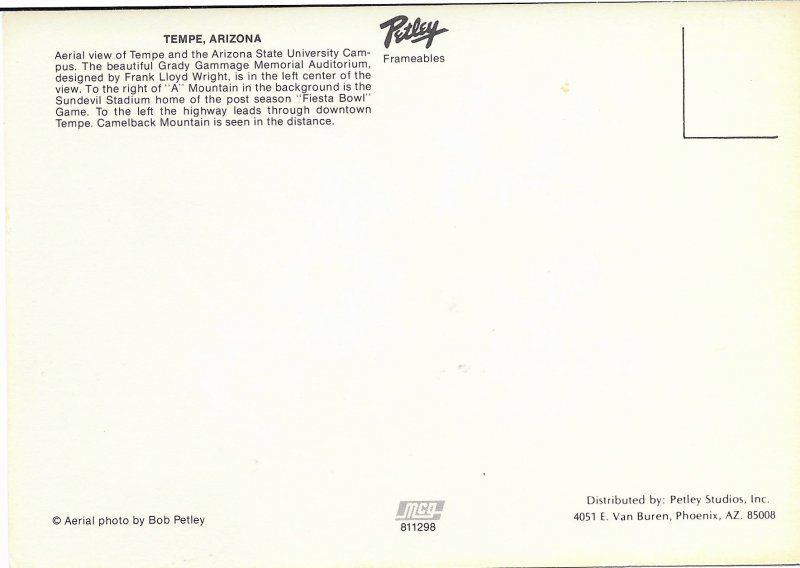 TEMPE, ARIZONA
Aerial view of Tempe and the Arizona State University Cam-
pus. The beautiful Grady Gammage Memorial Auditorium,
designed by Frank Lloyd Wright, is in the left center of the
view. To the right of "A" Mountain in the background is the
Sundevil Stadium home of the post season "Fiesta Bowl"
Game. To the left the highway leads through downtown
Tempe. Camelback Mountain is seen in the distance.
Petley
Frameables
© Aerial photo by Bob Petley
mcg
811298
Distributed by: Petley Studios, Inc.
4051 E. Van Buren, Phoenix, AZ. 85008